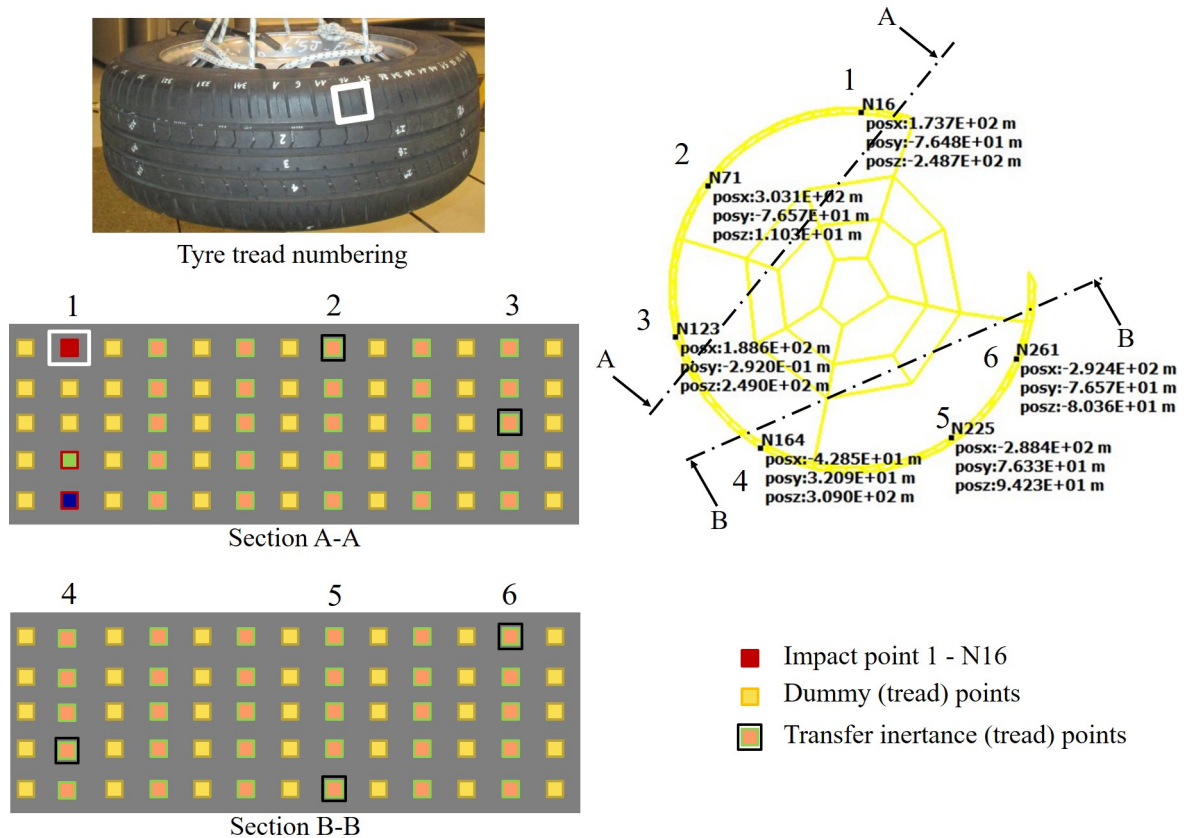 Tyre tread numbering
1
2
3
Section A-A
4
5
6
Section B-B
A
1
N16
posx:1.737E+02 m
posy:-7.648E+01 m
posz:-2.487E+02 m
2
N71
posx:3.031E+02 m
posy:-7.657E+01 m
posz:1.103E+01 m
3
N123
posx:1.886E+02 m
posy:-2.920E-01 m
posz:2.490E+02 m
A
B
6
N261
posx:-2.924E+02 m
posy:-7.657E+01 m
posz:-8.036E+01 m
5
N225
posx:-2.884E+02 m
posy:7.633E+01 m
posz:9.423E+01 m
4
N164
posx:-4.285E+01 m
posy:3.209E+01 m
posz:3.090E+02 m
B
Impact point 1 - N16
Dummy (tread) points
Transfer inertance (tread) points